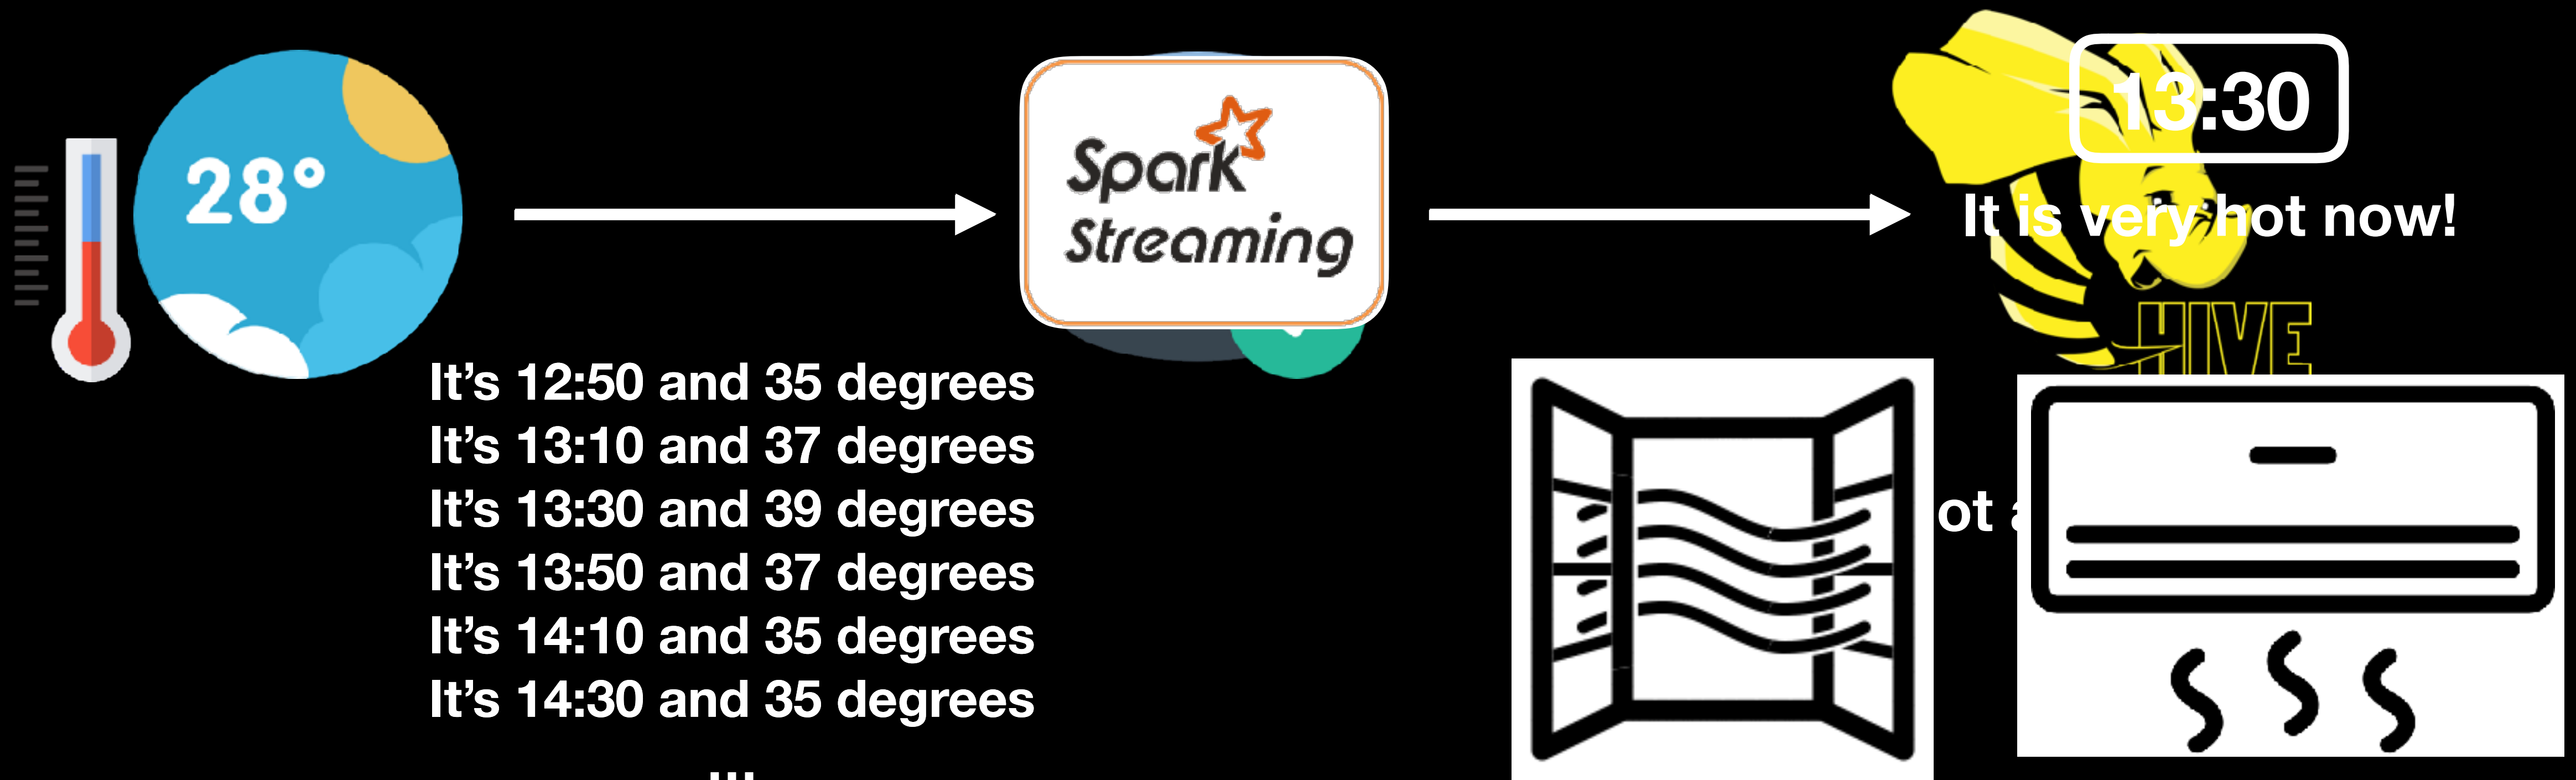 28°
Spark
Streaming
13:30
It is very hot now!
HIVE
It's 12:50 and 35 degrees
It's 13:10 and 37 degrees
It's 13:30 and 39 degrees
It's 13:50 and 37 degrees
It's 14:10 and 35 degrees
It's 14:30 and 35 degrees